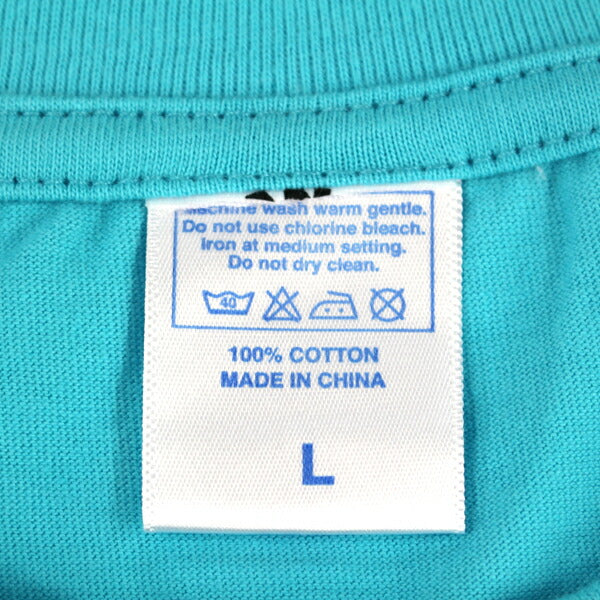 Machine wash warm gentle.
Do not use chlorine bleach.
Iron at medium setting.
Do not dry clean.
40
100% COTTON
MADE IN CHINA
L